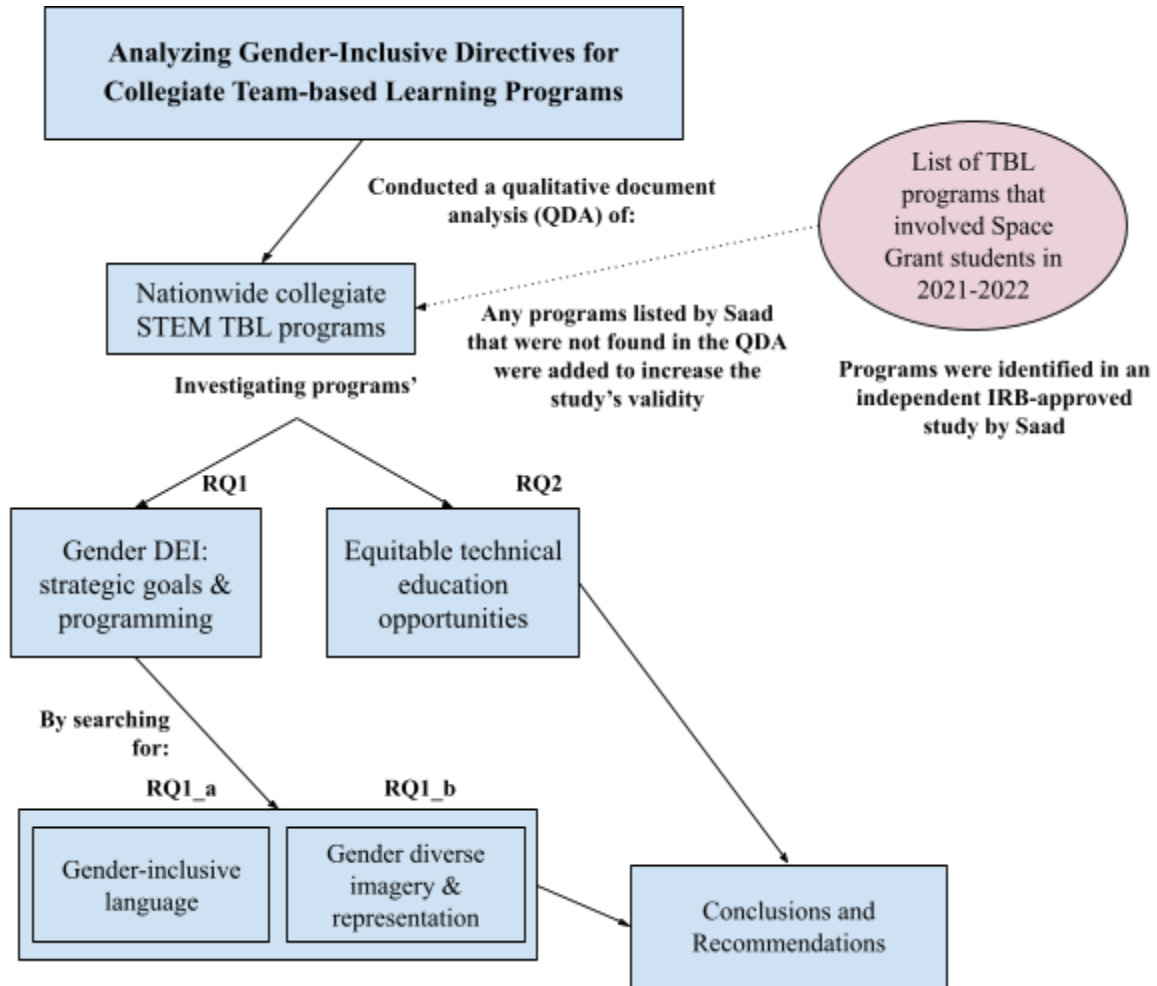 Analyzing Gender-Inclusive Directives for
Collegiate Team-based Learning Programs
Conducted a qualitative document
analysis (QDA) of:
List of TBL
programs that
involved Space
Grant students in
2021-2022
Nationwide collegiate
STEM TBL programs
Any programs listed by Saad
that were not found in the QDA
were added to increase the
study's validity
Programs were identified in an
independent IRB-approved
study by Saad
Investigating programs'
RQ1
RQ2
Gender DEI:
strategic goals &
programming
Equitable technical
education
opportunities
By searching
for:
RQ1_a
RQ1_b
Gender-inclusive
language
Gender diverse
imagery &
representation
Conclusions and
Recommendations